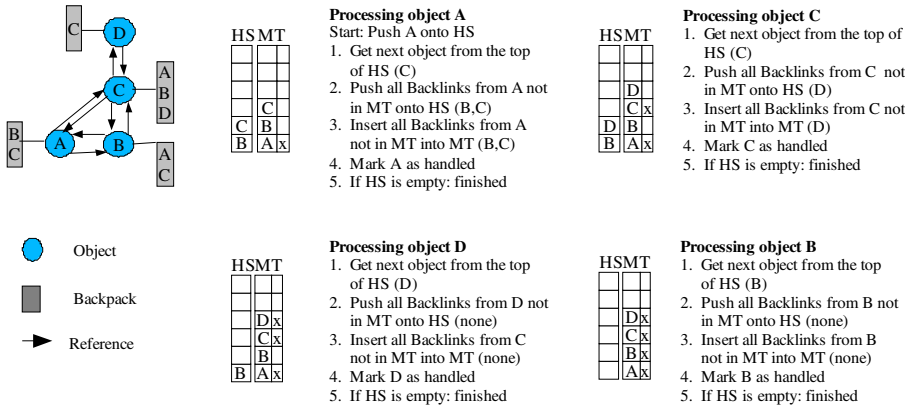 C
D
A
B
D
C
B
C
A
B
A
C
Object
Backpack
Reference
HS MT
C
C B
B A x
Processing object A
Start: Push A onto HS
1. Get next object from the top
of HS (C)
2. Push all Backlinks from A not
in MT onto HS (B,C)
3. Insert all Backlinks from A
not in MT into MT (B,C)
4. Mark A as handled
5. If HS is empty: finished
HS MT
D
C x
D B
B A x
Processing object C
1. Get next object from the top of
HS (C)
2. Push all Backlinks from C not
in MT onto HS (D)
3. Insert all Backlinks from C not
in MT into MT (D)
4. Mark C as handled
5. If HS is empty: finished
HSMT
D x
C x
B
B A x
Processing object D
1. Get next object from the top
of HS (D)
2. Push all Backlinks from D not
in MT onto HS (none)
3. Insert all Backlinks from C
not in MT into MT (none)
4. Mark D as handled
5. If HS is empty: finished
HSMT
D x
C x
B x
A x
Processing object B
1. Get next object from the top
of HS (B)
2. Push all Backlinks from B not
in MT onto HS (none)
3. Insert all Backlinks from B
not in MT into MT (none)
4. Mark B as handled
5. If HS is empty: finished